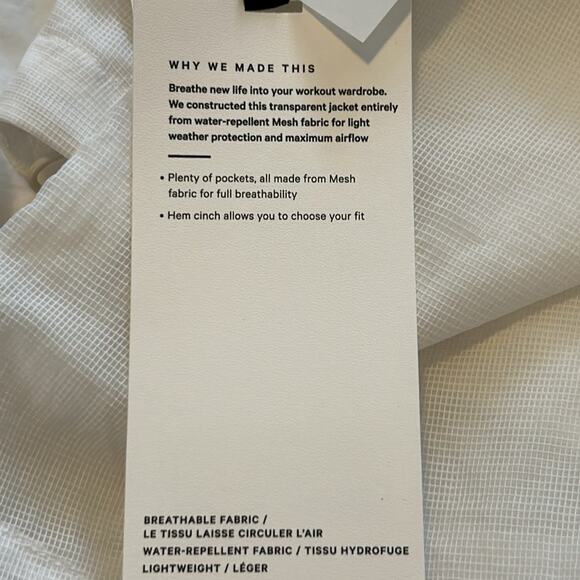 WHY WE MADE THIS
Breathe new life into your workout wardrobe.
We constructed this transparent jacket entirely
from water-repellent Mesh fabric for light
weather protection and maximum airflow
• Plenty of pockets, all made from Mesh
fabric for full breathability
• Hem cinch allows you to choose your fit
BREATHABLE FABRIC /
LE TISSU LAISSE CIRCULER L'AIR
WATER-REPELLENT FABRIC / TISSU HYDROFUGE
LIGHTWEIGHT / LÉGER